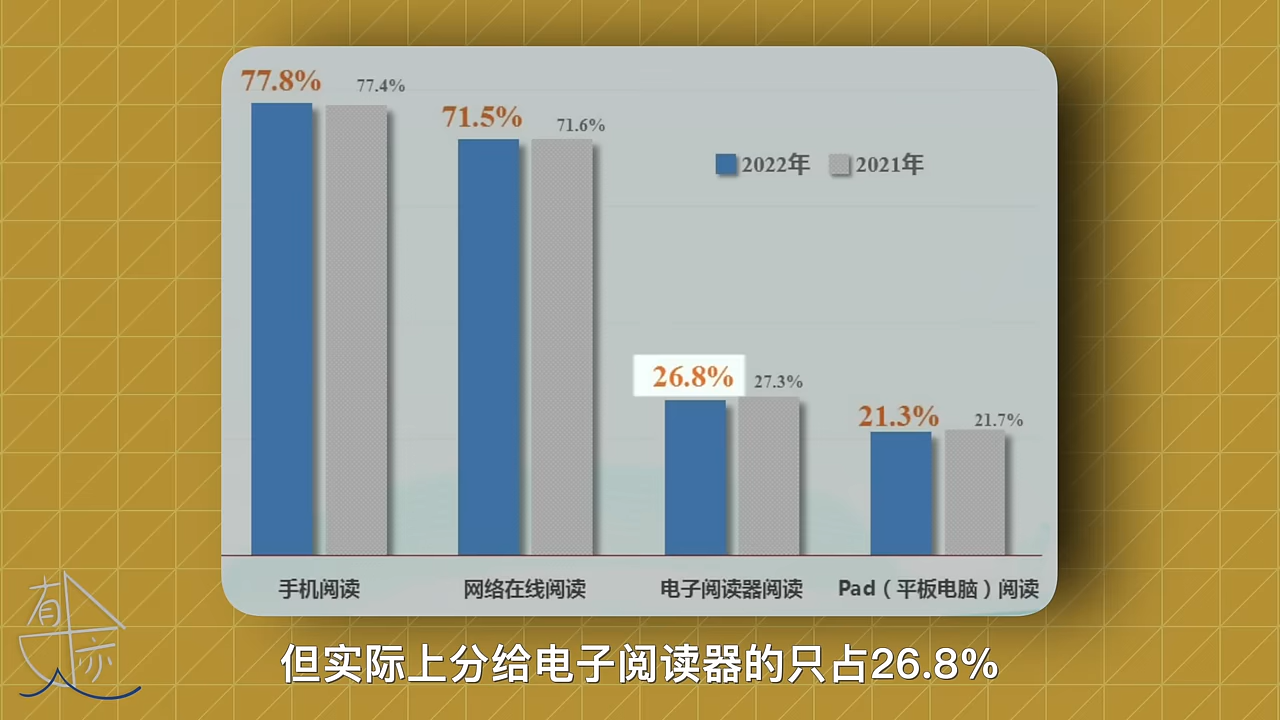 77.8%
77.4%
71.5%
71.6%
2022年
2021年
26.8%
27.3%
21.3%
21.7%
手机阅读
网络在线阅读
电子阅读器阅读
Pad（平板电脑）阅读
有
亦
但实际上分给电子阅读器的只占26.8%